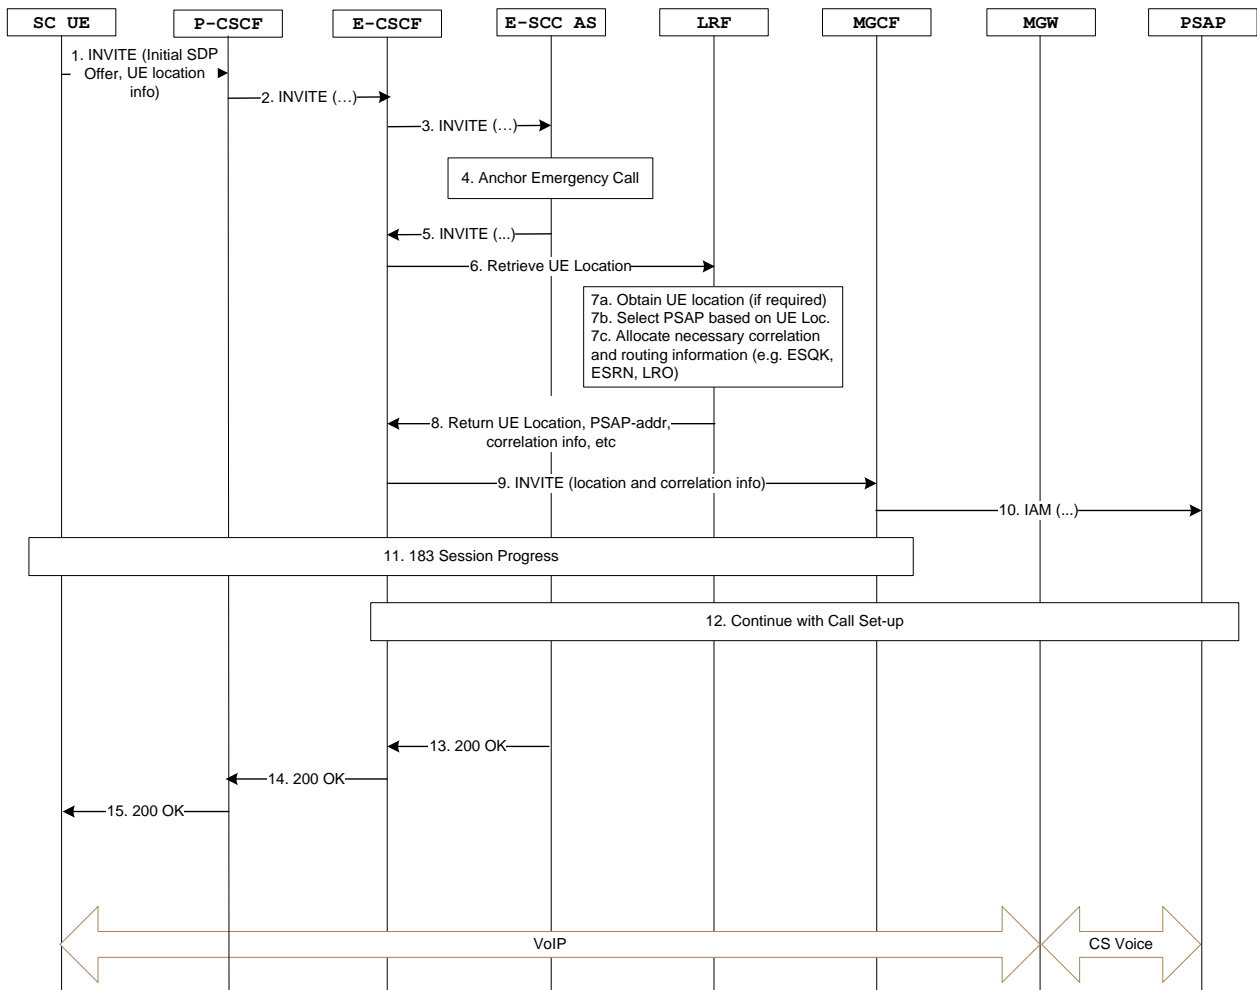 SC UE
P-CSCF
E-CSCF
E-SCC AS
LRF
MGCF
MGW
PSAP
1. INVITE (Initial SDP
Offer, UE location
info)
2. INVITE (…)
3. INVITE (…)
4. Anchor Emergency Call
5. INVITE (...)
6. Retrieve UE Location
7a. Obtain UE location (if required)
7b. Select PSAP based on UE Loc.
7c. Allocate necessary correlation
and routing information (e.g. ESQK,
ESRN, LRO)
8. Return UE Location, PSAP-addr,
correlation info, etc
9. INVITE (location and correlation info)
10. IAM (...)
11. 183 Session Progress
12. Continue with Call Set-up
13. 200 OK
14. 200 OK
15. 200 OK
VoIP
CS Voice